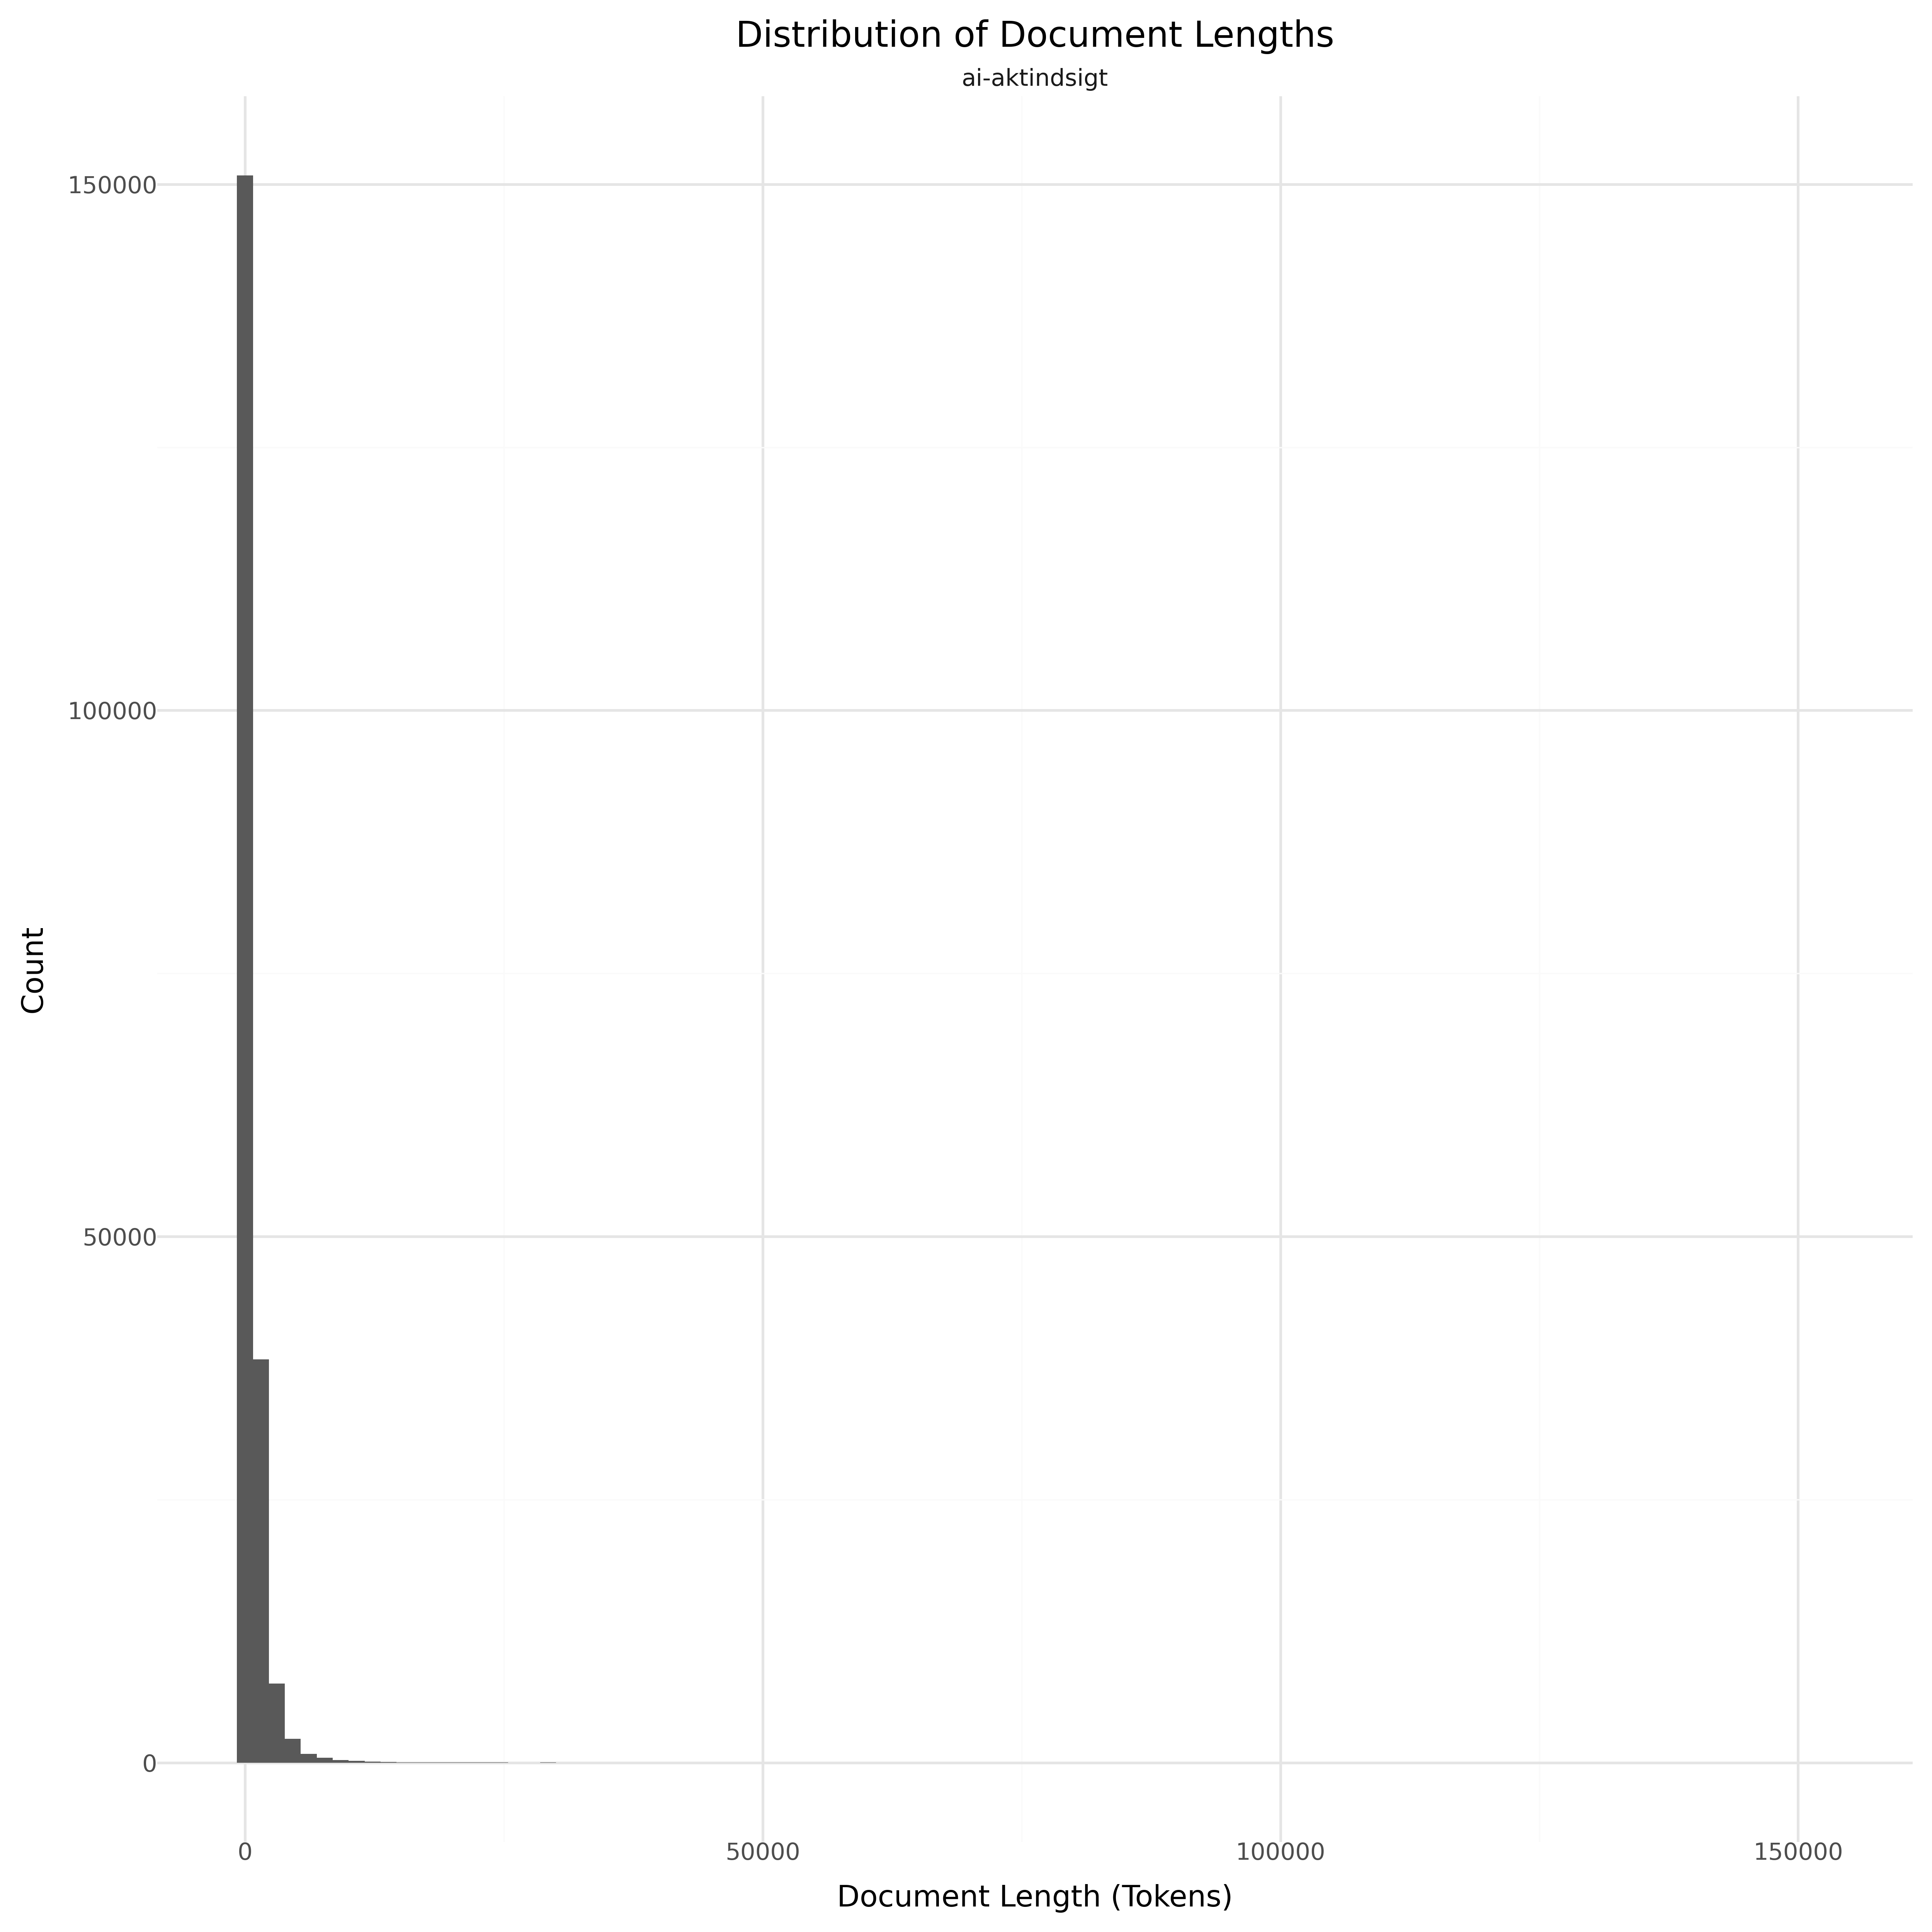 Distribution of Document Lengths
ai-aktindsigt
150000
100000
50000
0
Count
0 50000 100000 150000
Document Length (Tokens)